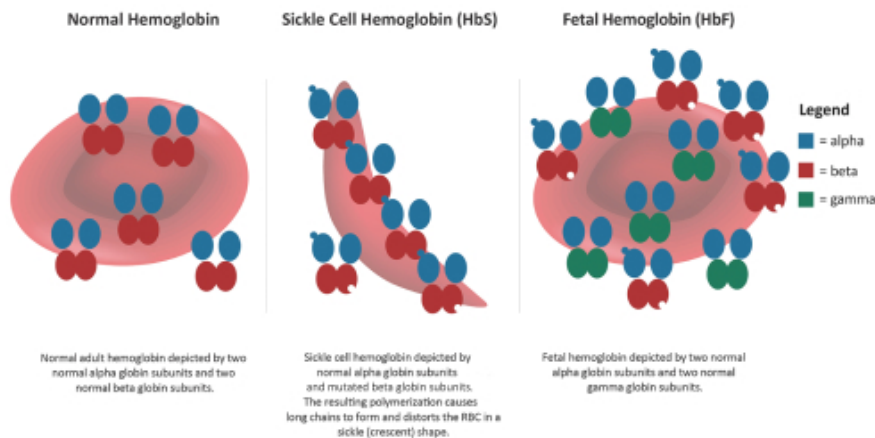 Normal Hemoglobin
Sickle Cell Hemoglobin (HbS)
Fetal Hemoglobin (HbF)
Legend
= alpha
= beta
= gamma
Normal adult hemoglobin depicted by two
normal alpha globin subunits and two
normal beta globin subunits.
Sickle cell hemoglobin depicted by
normal alpha globin subunits
and mutated beta globin subunits.
The resulting polymerization causes
long chains to form and distorts the RBC in a
sickle (crescent) shape.
Fetal hemoglobin depicted by two normal
alpha globin subunits and two normal
gamma globin subunits.